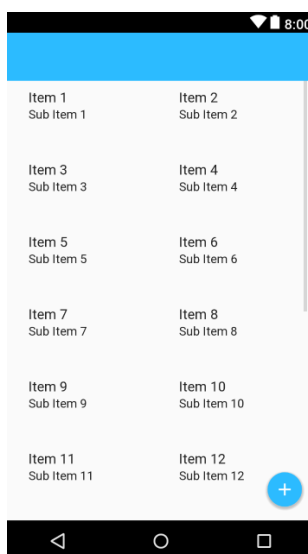 8:00
Item 1
Sub Item 1
Item 2
Sub Item 2
Item 3
Sub Item 3
Item 4
Sub Item 4
Item 5
Sub Item 5
Item 6
Sub Item 6
Item 7
Sub Item 7
Item 8
Sub Item 8
Item 9
Sub Item 9
Item 10
Sub Item 10
Item 11
Sub Item 11
Item 12
Sub Item 12
+